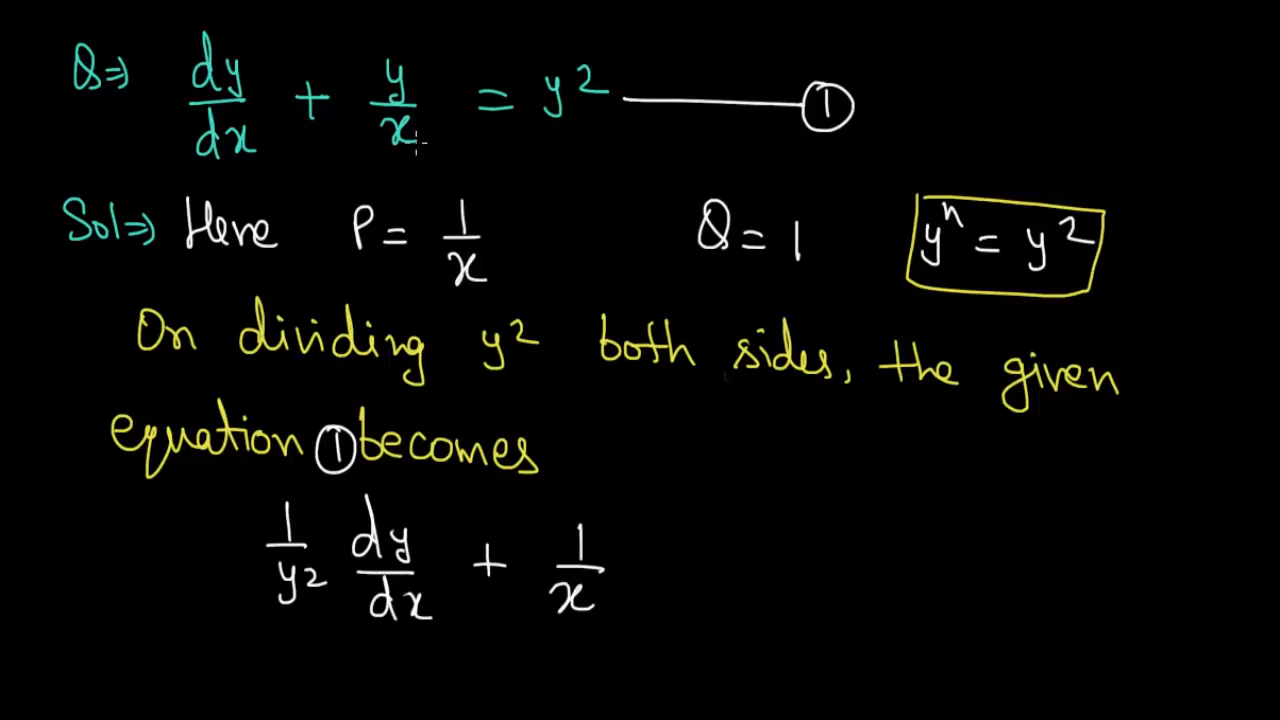 Q⇒ dy/dx + y/x = y² —— ①
Sol⇒ Here P = 1/x Q = 1 yⁿ = y²
On dividing y² both sides, the given
equation ① becomes
1/y² dy/dx + 1/x